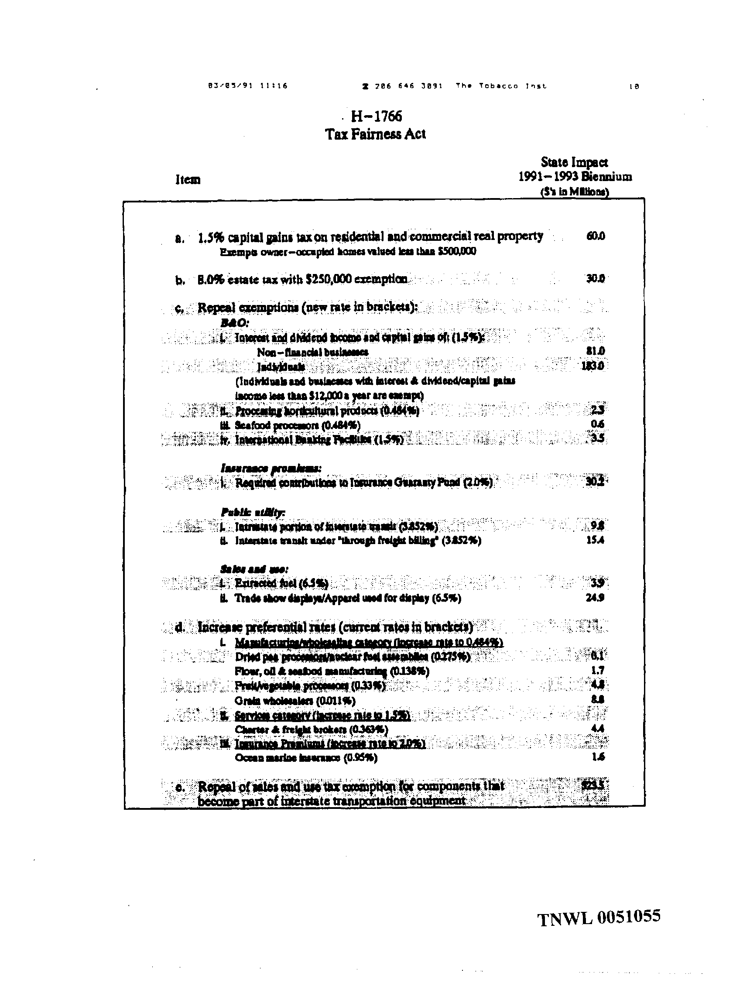 03/05/91 11:16 ☎ 206 646 3091 The Tobacco Inst 10
H-1766
Tax Fairness Act
State Impact
Item 1991-1993 Biennium
($'s in Millions)
a. 1.5% capital gains tax on residential and commercial real property 60.0
Exempts owner-occupied homes valued less than $500,000
b. 8.0% estate tax with $250,000 exemption 30.0
c. Repeal exemptions (new rate in brackets):
B&O:
i. Interest and dividend income and capital gains of: (1.5%):
Non-financial businesses 81.0
Individuals 183.0
(Individuals and businesses with interest & dividend/capital gains
income less than $12,000 a year are exempt)
ii. Processing horticultural products (0.484%) 2.3
iii. Seafood processors (0.484%) 0.6
iv. International Banking Facilities (1.5%) 3.5
Insurance premiums:
i. Required contributions to Insurance Guaranty Fund (2.0%) 30.2
Public utility:
i. Intrastate portion of interstate transit (3.852%) 9.8
ii. Interstate transit under "through freight billing" (3.852%) 15.4
Sales and use:
i. Extracted fuel (6.5%) 3.9
ii. Trade show displays/Apparel used for display (6.5%) 24.9
d. Increase preferential rates (current rates in brackets)
i. Manufacturing/wholesaling category (increase rate to 0.484%)
Dried pea processors/nuclear fuel assemblies (0.275%) 0.1
Flour, oil & seafood manufacturing (0.138%) 1.7
Fruit/vegetable processors (0.33%) 4.8
Grain wholesalers (0.011%) 8.8
ii. Services category (increase rate to 1.5%)
Charter & freight brokers (0.363%) 4.4
iii. Insurance Premiums (increase rate to 2.0%)
Ocean marine insurance (0.95%) 1.6
e. Repeal of sales and use tax exemption for components that 523.5
become part of interstate transportation equipment
TNWL 0051055